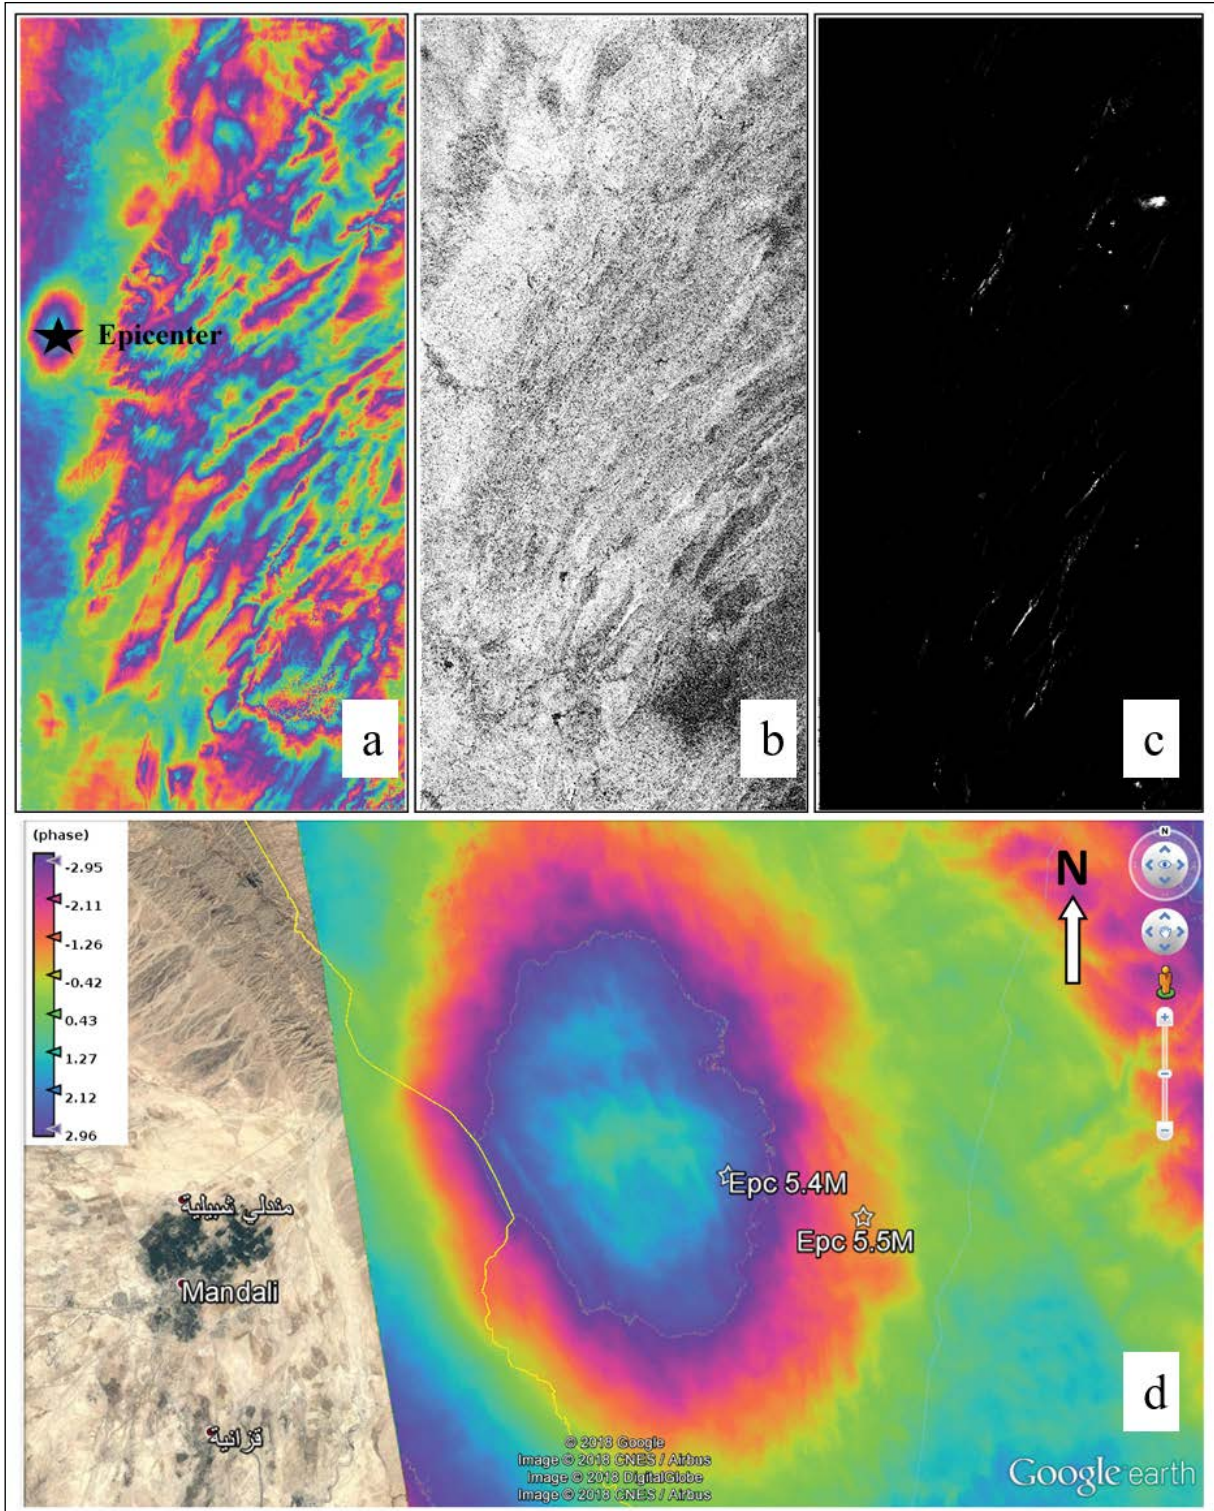 Epicenter
a
b
c
(phase)
-2.95
-2.11
-1.26
-0.42
0.43
1.27
2.12
2.96
N
N
مندلي شبيلية
Mandali
قزانية
Epc 5.4M
Epc 5.5M
d
© 2018 Google
Image © 2018 CNES / Airbus
Image © 2018 DigitalGlobe
Image © 2018 CNES / Airbus
Google earth